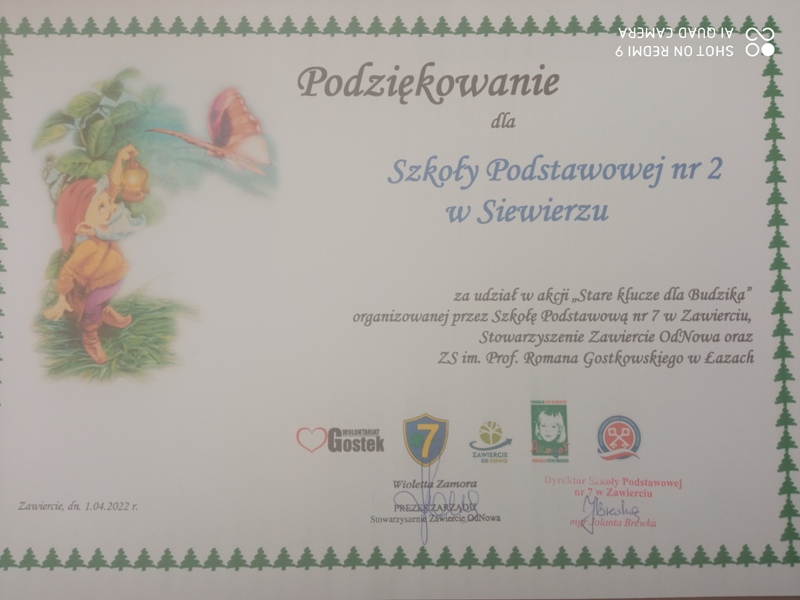 SHOT ON REDMI 9
AI QUAD CAMERA
Podziękowanie
dla
Szkoły Podstawowej nr 2
w Siewierzu
za udział w akcji „Stare klucze dla Budzika”
organizowanej przez Szkołę Podstawową nr 7 w Zawierciu,
Stowarzyszenie Zawiercie OdNowa oraz
ZS im. Prof. Romana Gostkowskiego w Łazach
WOLONTARIAT
Gostek
7
ZAWIERCIE
OD-NOWA
Wioletta Zamora
PREZES ZARZĄDU
Stowarzyszenie Zawiercie OdNowa
Dyrektor Szkoły Podstawowej
nr 7 w Zawierciu
mgr Jolanta Brewka
Zawiercie, dn. 1.04.2022 r.